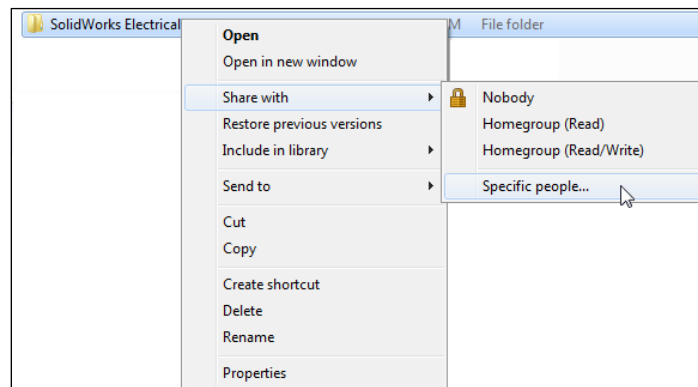 SolidWorks Electrical M File folder
Open
Open in new window
Share with
Restore previous versions
Include in library
Send to
Cut
Copy
Create shortcut
Delete
Rename
Properties
Nobody
Homegroup (Read)
Homegroup (Read/Write)
Specific people...